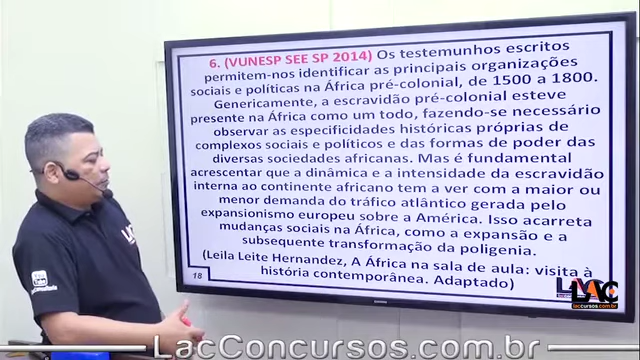 6. (VUNESP SEE SP 2014) Os testemunhos escritos
permitem-nos identificar as principais organizações
sociais e políticas na África pré-colonial, de 1500 a 1800.
Genericamente, a escravidão pré-colonial esteve
presente na África como um todo, fazendo-se necessário
observar as especificidades históricas próprias de
complexos sociais e políticos e das formas de poder das
diversas sociedades africanas. Mas é fundamental
acrescentar que a dinâmica e a intensidade da escravidão
interna ao continente africano tem a ver com a maior ou
menor demanda do tráfico atlântico gerada pelo
expansionismo europeu sobre a América. Isso acarreta
mudanças sociais na África, como a expansão e a
subsequente transformação da poligenia.
(Leila Leite Hernandez, A África na sala de aula: visita à
história contemporânea. Adaptado)
18
LAC
laccursos.com.br
You
Tube
LacConcursos.com.br